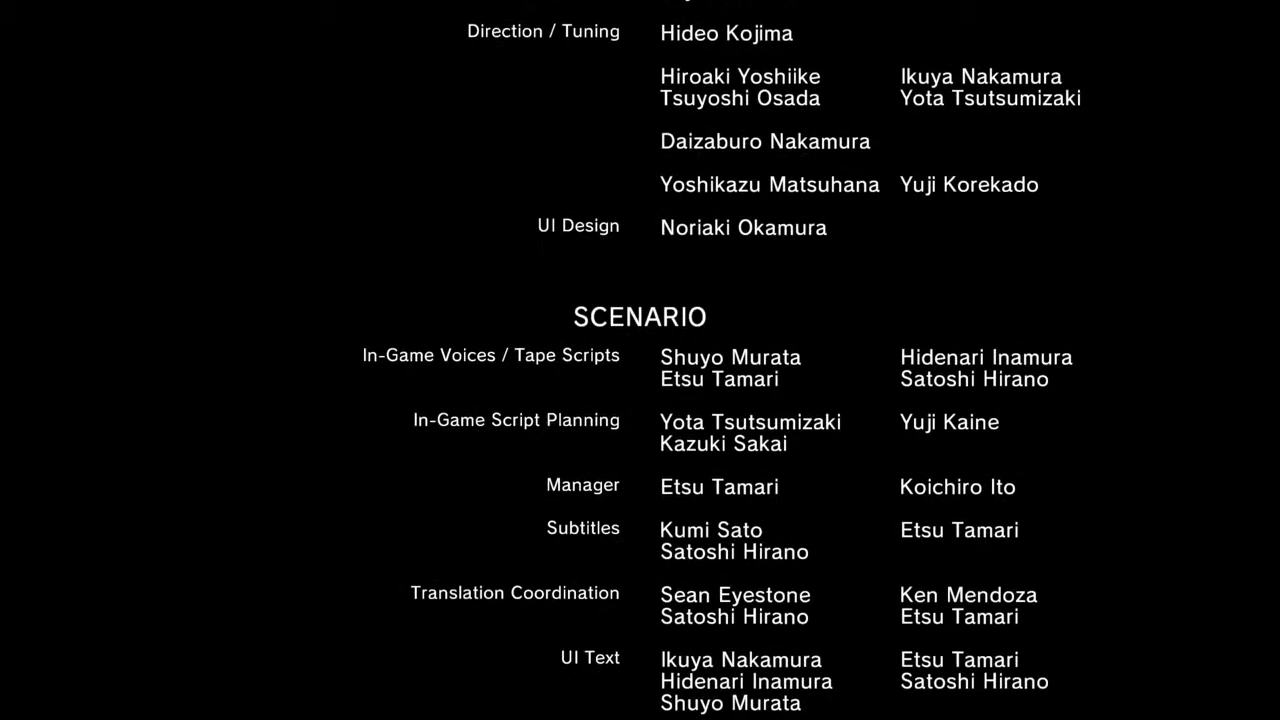 Direction / Tuning Hideo Kojima
Hiroaki Yoshiike Ikuya Nakamura
Tsuyoshi Osada Yota Tsutsumizaki
Daizaburo Nakamura
Yoshikazu Matsuhana Yuji Korekado
UI Design Noriaki Okamura
SCENARIO
In-Game Voices / Tape Scripts Shuyo Murata Hidenari Inamura
Etsu Tamari Satoshi Hirano
In-Game Script Planning Yota Tsutsumizaki Yuji Kaine
Kazuki Sakai
Manager Etsu Tamari Koichiro Ito
Subtitles Kumi Sato Etsu Tamari
Satoshi Hirano
Translation Coordination Sean Eyestone Ken Mendoza
Satoshi Hirano Etsu Tamari
UI Text Ikuya Nakamura Etsu Tamari
Hidenari Inamura Satoshi Hirano
Shuyo Murata